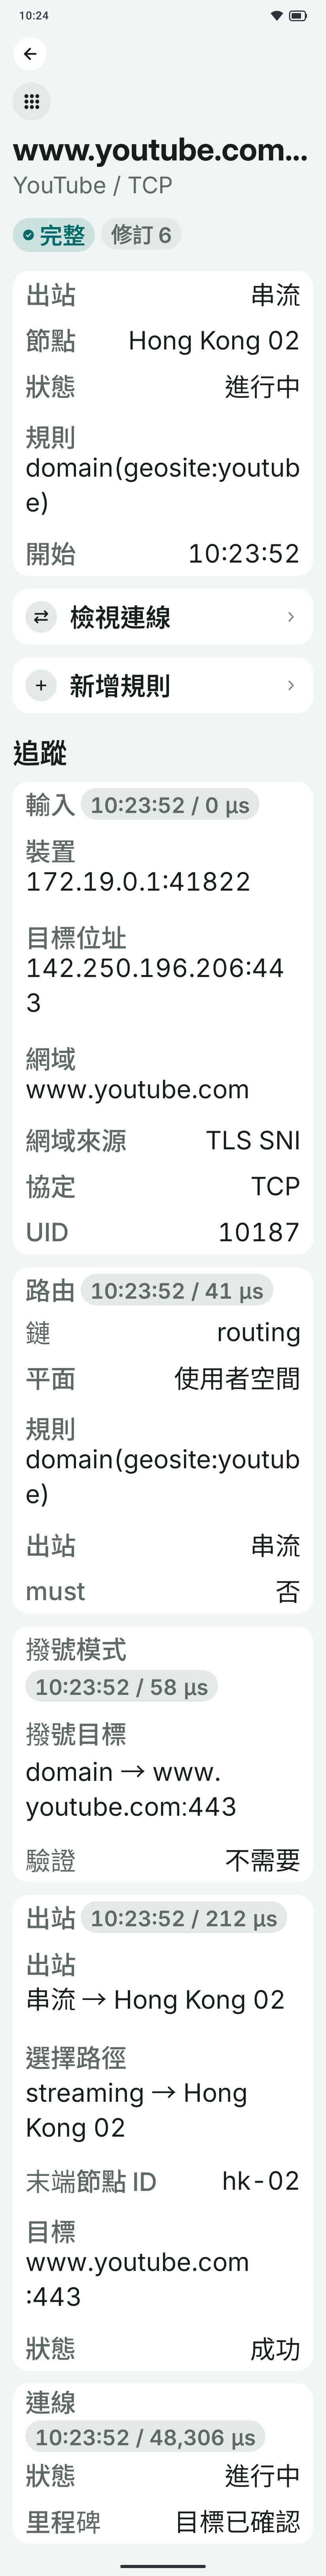 10:24
www.youtube.com...
YouTube / TCP
完整 修訂 6
出站 串流
節點 Hong Kong 02
狀態 進行中
規則
domain(geosite:youtub
e)
開始 10:23:52
檢視連線
新增規則
追蹤
輸入 10:23:52 / 0 μs
裝置
172.19.0.1:41822
目標位址
142.250.196.206:44
3
網域
www.youtube.com
網域來源 TLS SNI
協定 TCP
UID 10187
路由 10:23:52 / 41 μs
鏈 routing
平面 使用者空間
規則
domain(geosite:youtub
e)
出站 串流
must 否
撥號模式
10:23:52 / 58 μs
撥號目標
domain → www.
youtube.com:443
驗證 不需要
出站 10:23:52 / 212 μs
出站
串流 → Hong Kong 02
選擇路徑
streaming → Hong
Kong 02
末端節點 ID hk-02
目標
www.youtube.com
:443
狀態 成功
連線
10:23:52 / 48,306 μs
狀態 進行中
里程碑 目標已確認